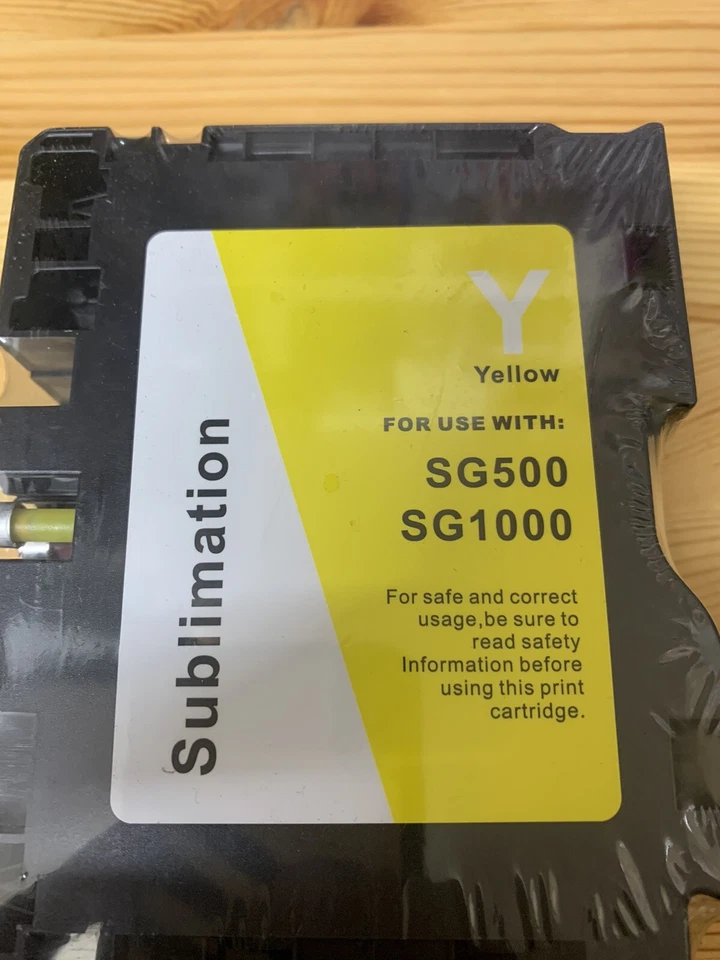 Y
Yellow
FOR USE WITH:
SG500
SG1000
For safe and correct
usage,be sure to
read safety
Information before
using this print
cartridge.
Sublimation